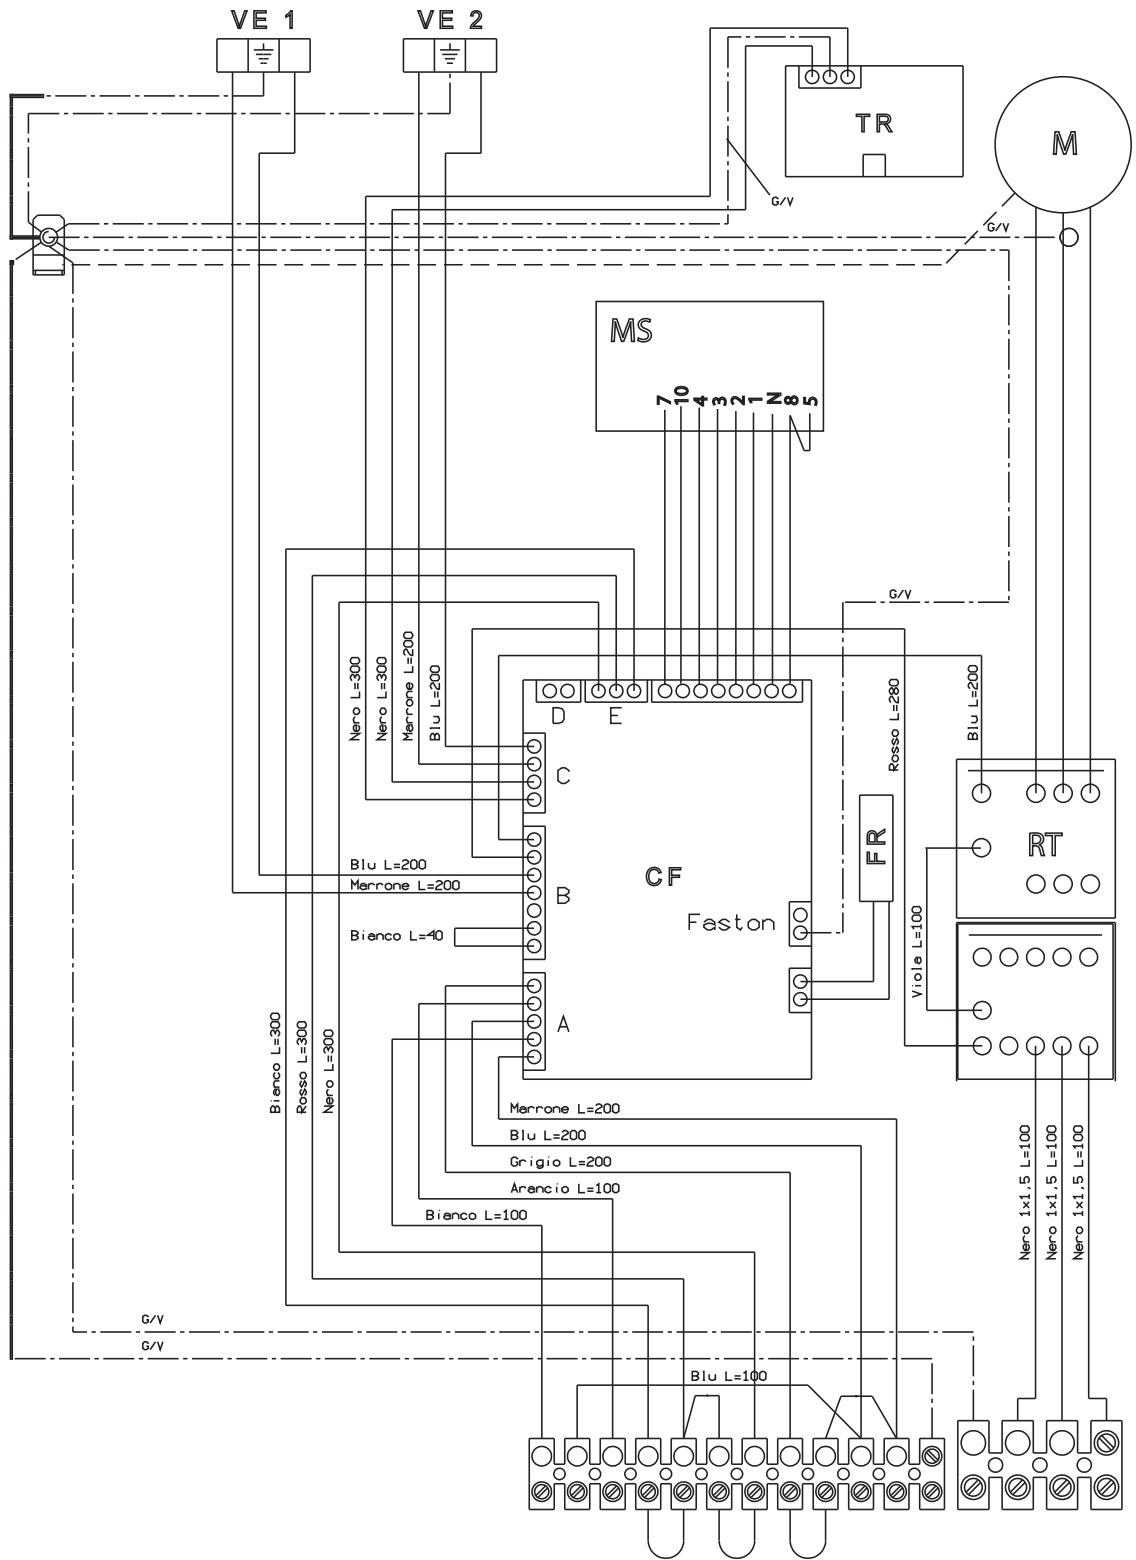 VE 1
VE 2
TR
M
G/V
G/V
MS
7
10
4
3
2
1
N
8
5
G/V
Nero L=300
Nero L=300
Marrone L=200
Blu L=200
Rosso L=280
Blu L=200
D
E
C
FR
RT
Blu L=200
Marrone L=200
B
CF
Faston
Bianco L=40
Viola L=100
A
Bianco L=300
Rosso L=300
Nero L=300
Marrone L=200
Blu L=200
Grigio L=200
Arancio L=100
Bianco L=100
Nero 1x1,5 L=100
Nero 1x1,5 L=100
Nero 1x1,5 L=100
G/V
G/V
Blu L=100